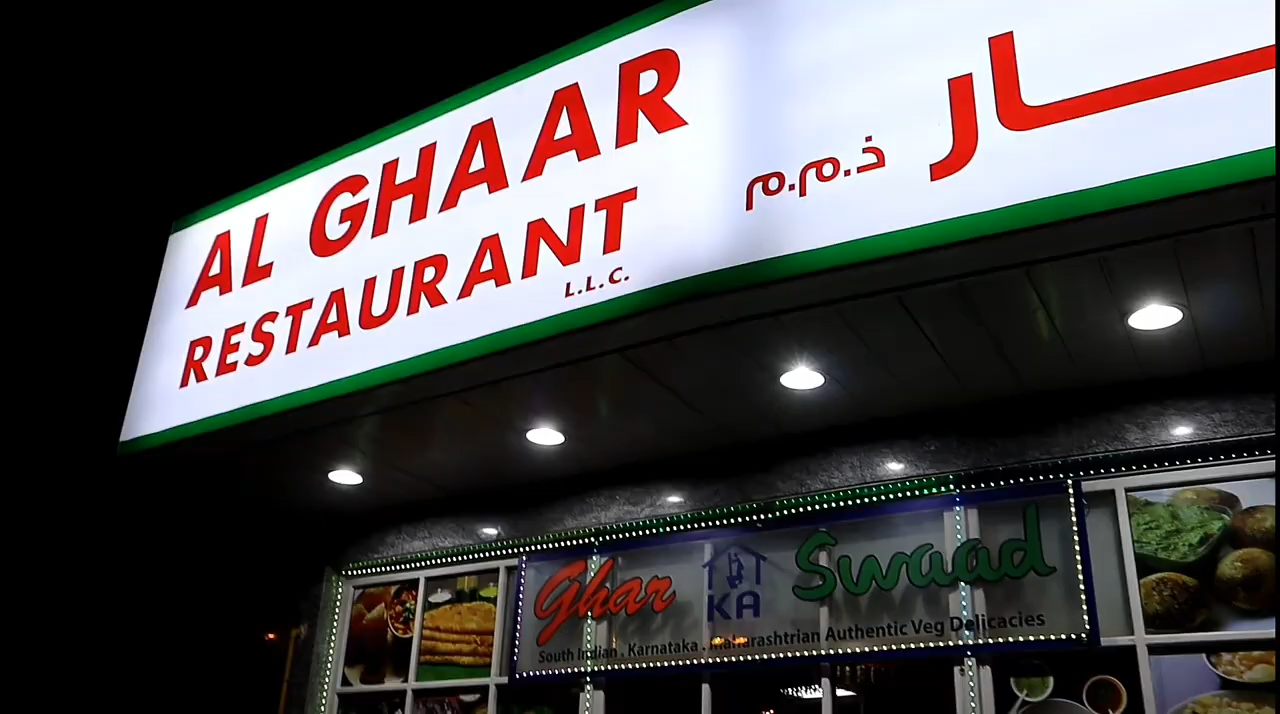 AL GHAAR
RESTAURANT
L.L.C.
ذ.م.م
Ghar KA Swaad
South Indian . Karnataka . Maharashtrian Authentic Veg Delicacies